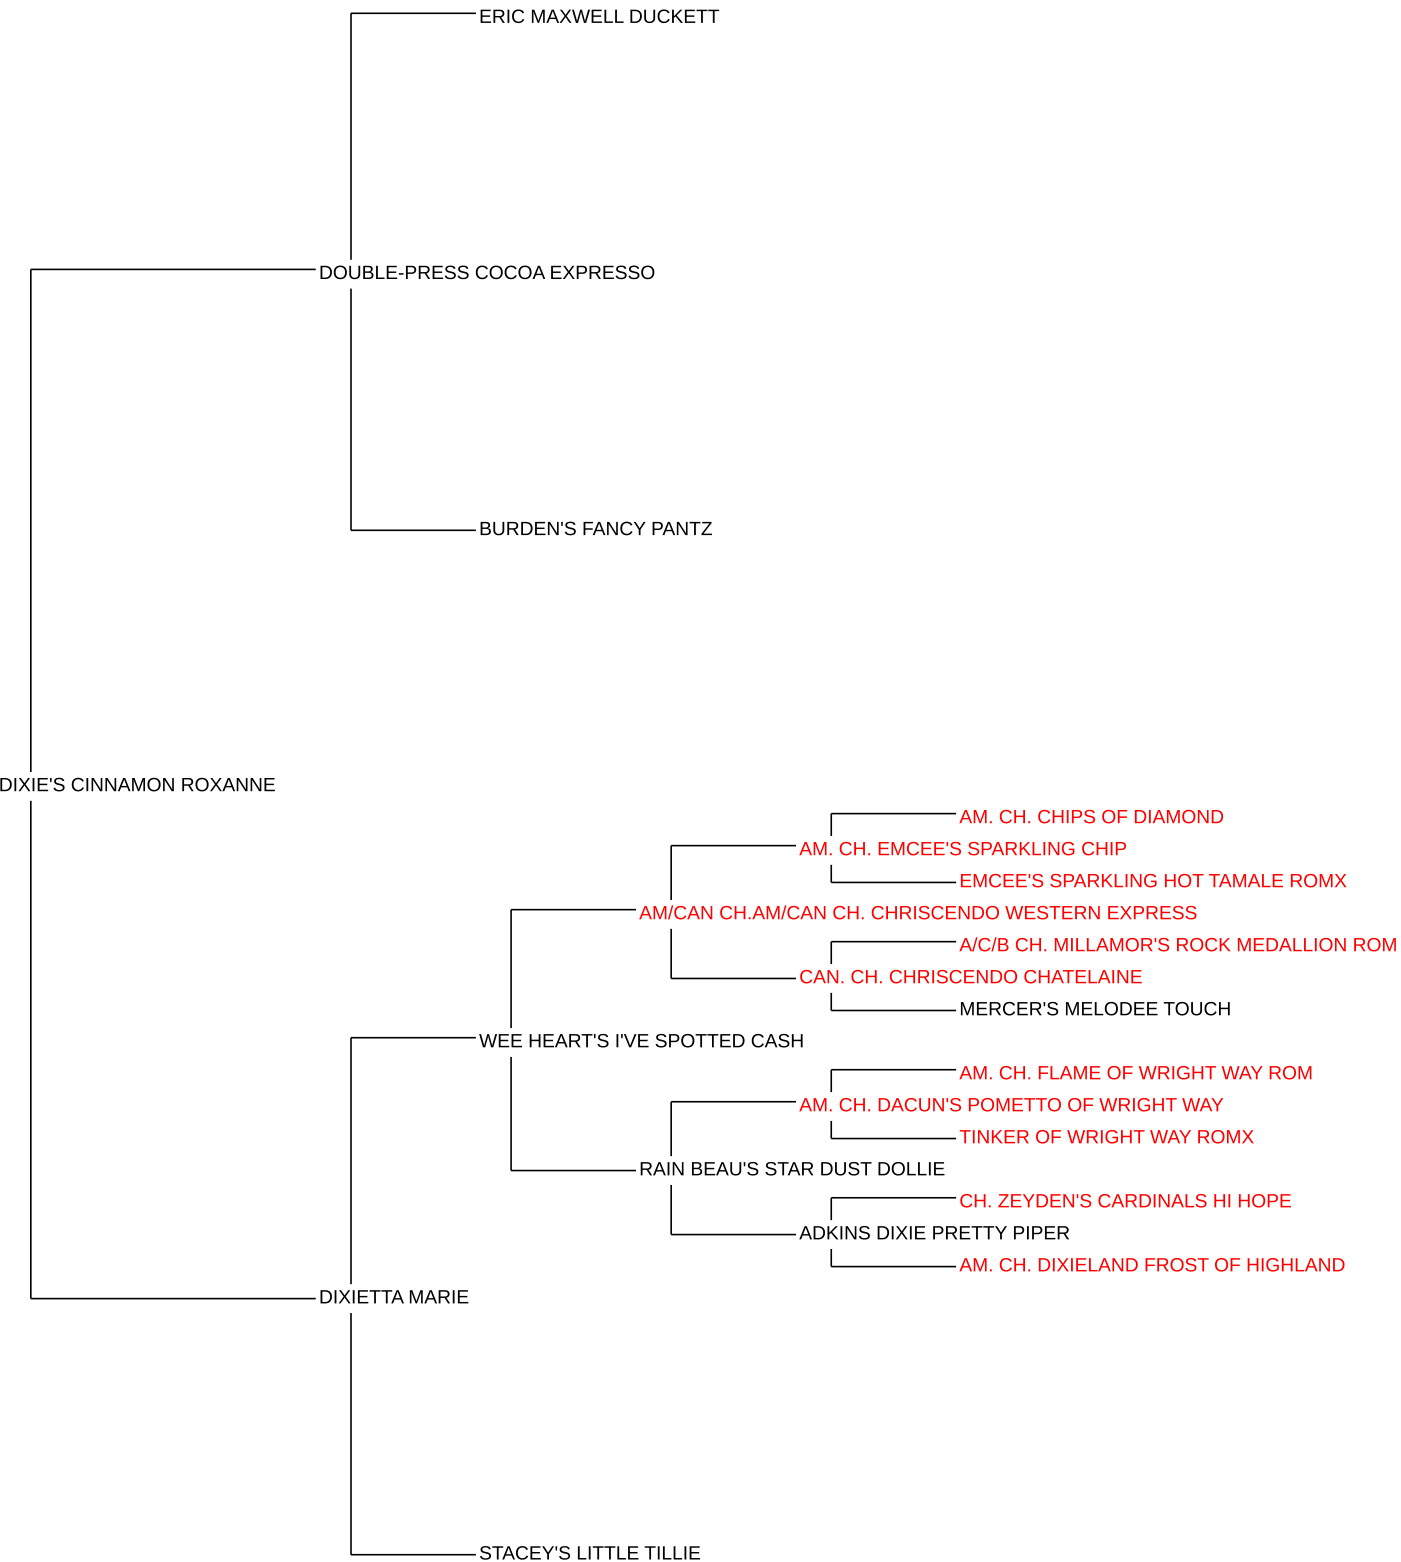 ERIC MAXWELL DUCKETT
DOUBLE-PRESS COCOA EXPRESSO
BURDEN'S FANCY PANTZ
DIXIE'S CINNAMON ROXANNE
AM. CH. CHIPS OF DIAMOND
AM. CH. EMCEE'S SPARKLING CHIP
EMCEE'S SPARKLING HOT TAMALE ROMX
AM/CAN CH.AM/CAN CH. CHRISCENDO WESTERN EXPRESS
A/C/B CH. MILLAMOR'S ROCK MEDALLION ROM
CAN. CH. CHRISCENDO CHATELAINE
MERCER'S MELODEE TOUCH
WEE HEART'S I'VE SPOTTED CASH
AM. CH. FLAME OF WRIGHT WAY ROM
AM. CH. DACUN'S POMETTO OF WRIGHT WAY
TINKER OF WRIGHT WAY ROMX
RAIN BEAU'S STAR DUST DOLLIE
CH. ZEYDEN'S CARDINALS HI HOPE
ADKINS DIXIE PRETTY PIPER
AM. CH. DIXIELAND FROST OF HIGHLAND
DIXIETTA MARIE
STACEY'S LITTLE TILLIE